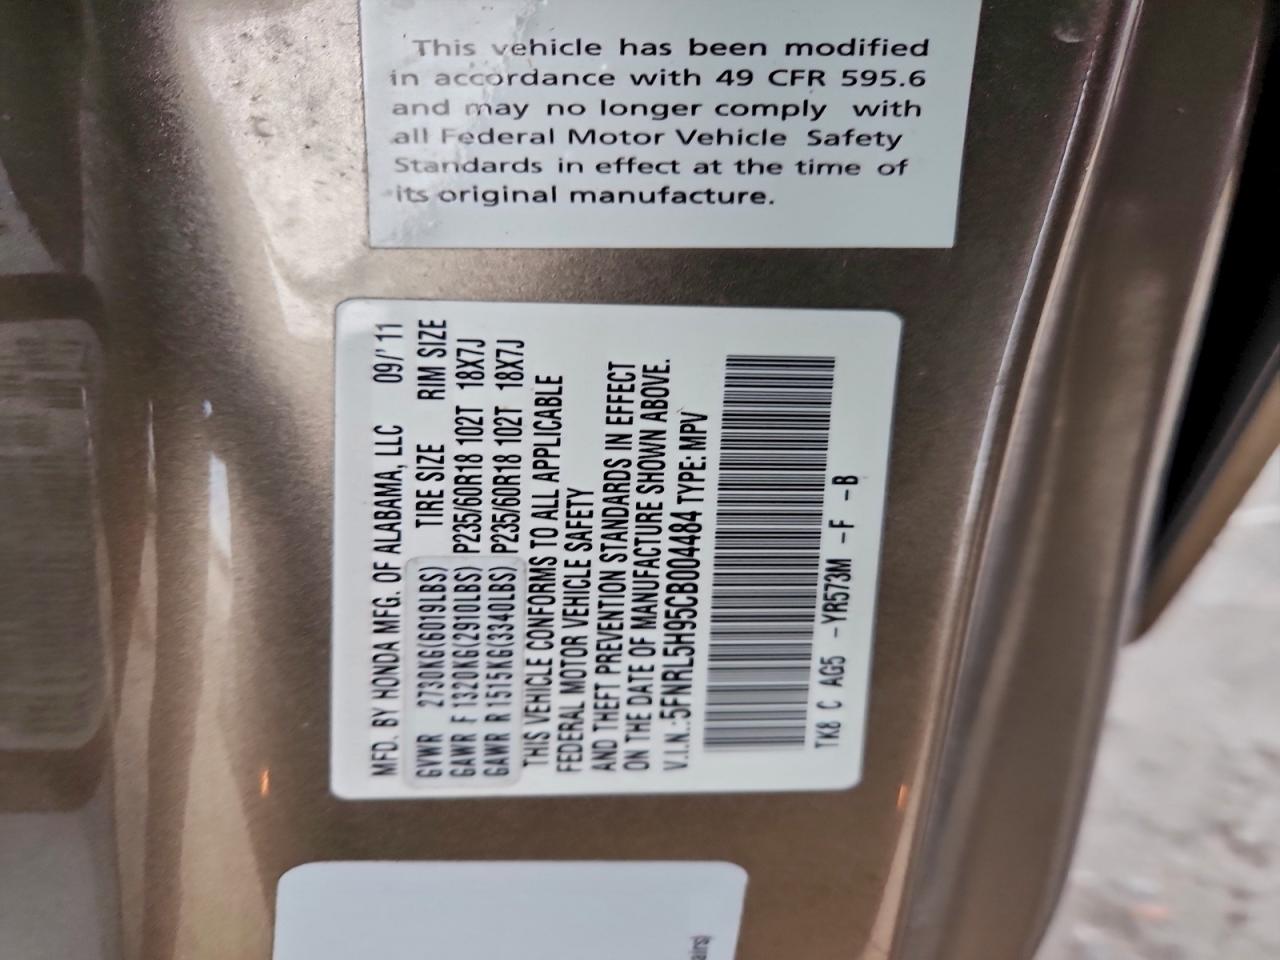 This vehicle has been modified
in accordance with 49 CFR 595.6
and may no longer comply with
all Federal Motor Vehicle Safety
Standards in effect at the time of
its original manufacture.
MFD. BY HONDA MFG. OF ALABAMA, LLC 09/'11
TIRE SIZE RIM SIZE
GVWR 2730KG(6019LBS)
GAWR F 1320KG(2910LBS) P235/60R18 102T 18X7J
GAWR R 1515KG(3340LBS) P235/60R18 102T 18X7J
THIS VEHICLE CONFORMS TO ALL APPLICABLE
FEDERAL MOTOR VEHICLE SAFETY
AND THEFT PREVENTION STANDARDS IN EFFECT
ON THE DATE OF MANUFACTURE SHOWN ABOVE.
V.I.N.:5FNRL5H95CB004484 TYPE: MPV
TK8 C AG5 -YR573M -F -B